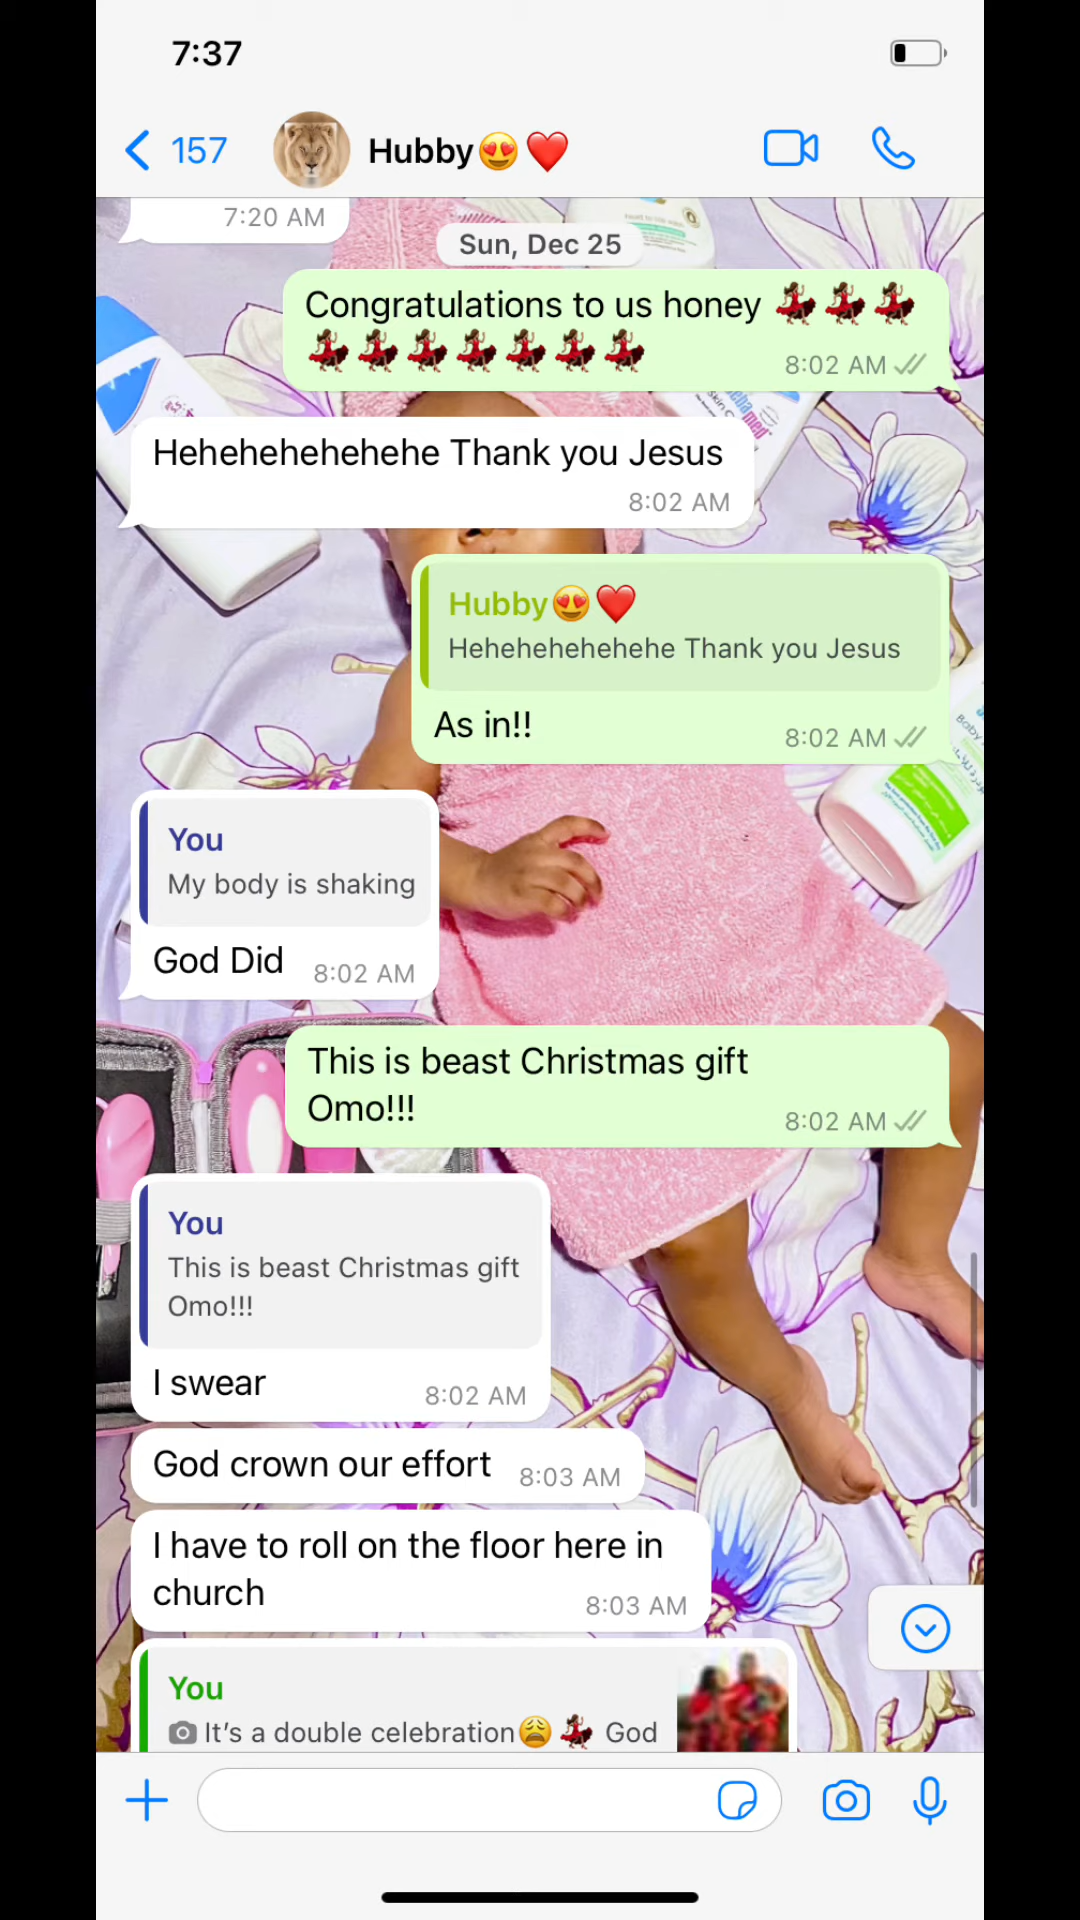 7:37
157
Hubby😍❤️
7:20 AM
Sun, Dec 25
Congratulations to us honey 💃💃💃
💃💃💃💃💃💃💃
8:02 AM
Hehehehehehehe Thank you Jesus
8:02 AM
Hubby😍❤️
Hehehehehehehe Thank you Jesus
As in!!
8:02 AM
You
My body is shaking
God Did
8:02 AM
This is beast Christmas gift
Omo!!!
8:02 AM
You
This is beast Christmas gift
Omo!!!
I swear
8:02 AM
God crown our effort
8:03 AM
I have to roll on the floor here in
church
8:03 AM
You
It’s a double celebration😩💃 God